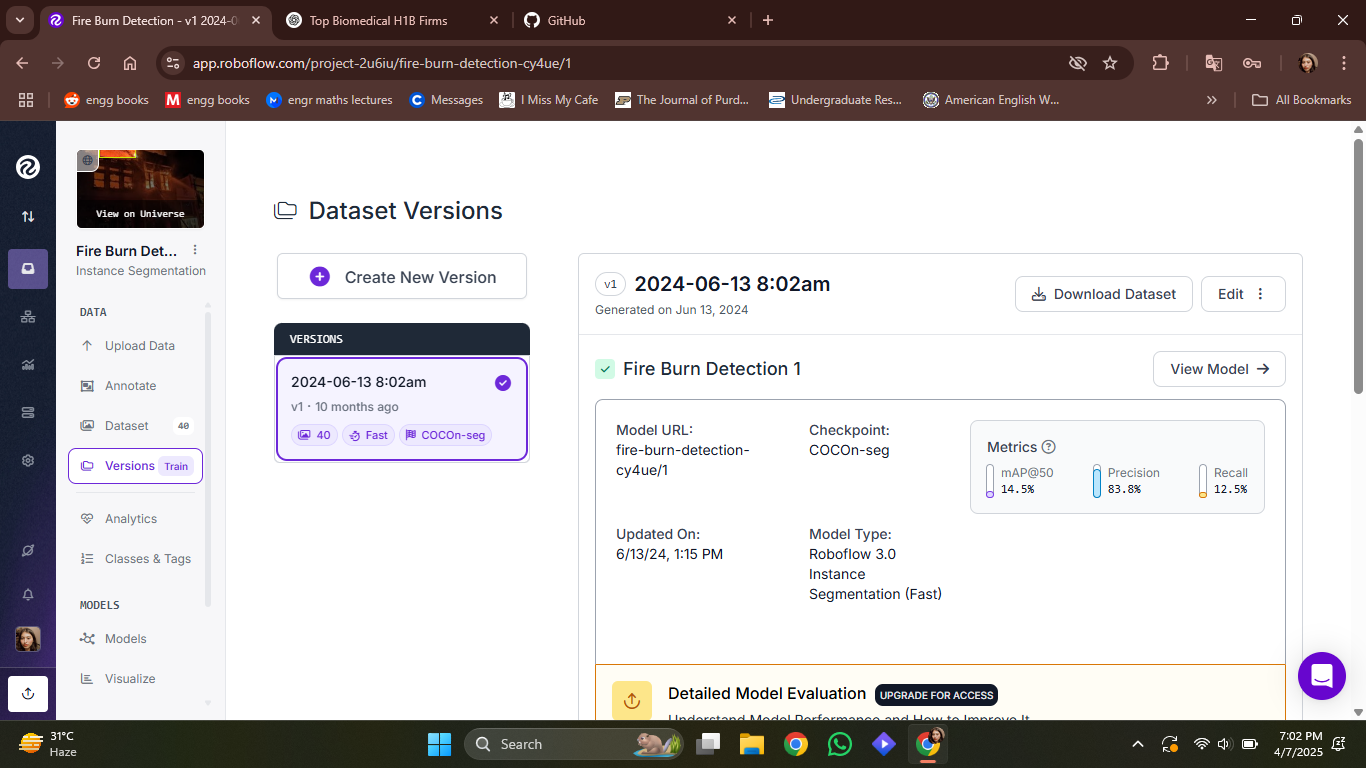 Fire Burn Detection - v1 2024-0
Top Biomedical H1B Firms
GitHub
app.roboflow.com/project-2u6iu/fire-burn-detection-cy4ue/1
engg books
M engg books
engr maths lectures
C Messages
I Miss My Cafe
The Journal of Purd...
Undergraduate Res...
American English W...
All Bookmarks
View on Universe
Fire Burn Det...
Instance Segmentation
DATA
Upload Data
Annotate
Dataset 40
Versions Train
Analytics
Classes & Tags
MODELS
Models
Visualize
Dataset Versions
Create New Version
VERSIONS
2024-06-13 8:02am
v1 · 10 months ago
40 Fast COCOn-seg
v1 2024-06-13 8:02am
Generated on Jun 13, 2024
Download Dataset
Edit
Fire Burn Detection 1
View Model
Model URL:
fire-burn-detection-
cy4ue/1
Checkpoint:
COCOn-seg
Metrics
mAP@50
14.5%
Precision
83.8%
Recall
12.5%
Updated On:
6/13/24, 1:15 PM
Model Type:
Roboflow 3.0
Instance
Segmentation (Fast)
Detailed Model Evaluation UPGRADE FOR ACCESS
Understand Model Performance and How to Improve It
31°C
Haze
Search
7:02 PM
4/7/2025